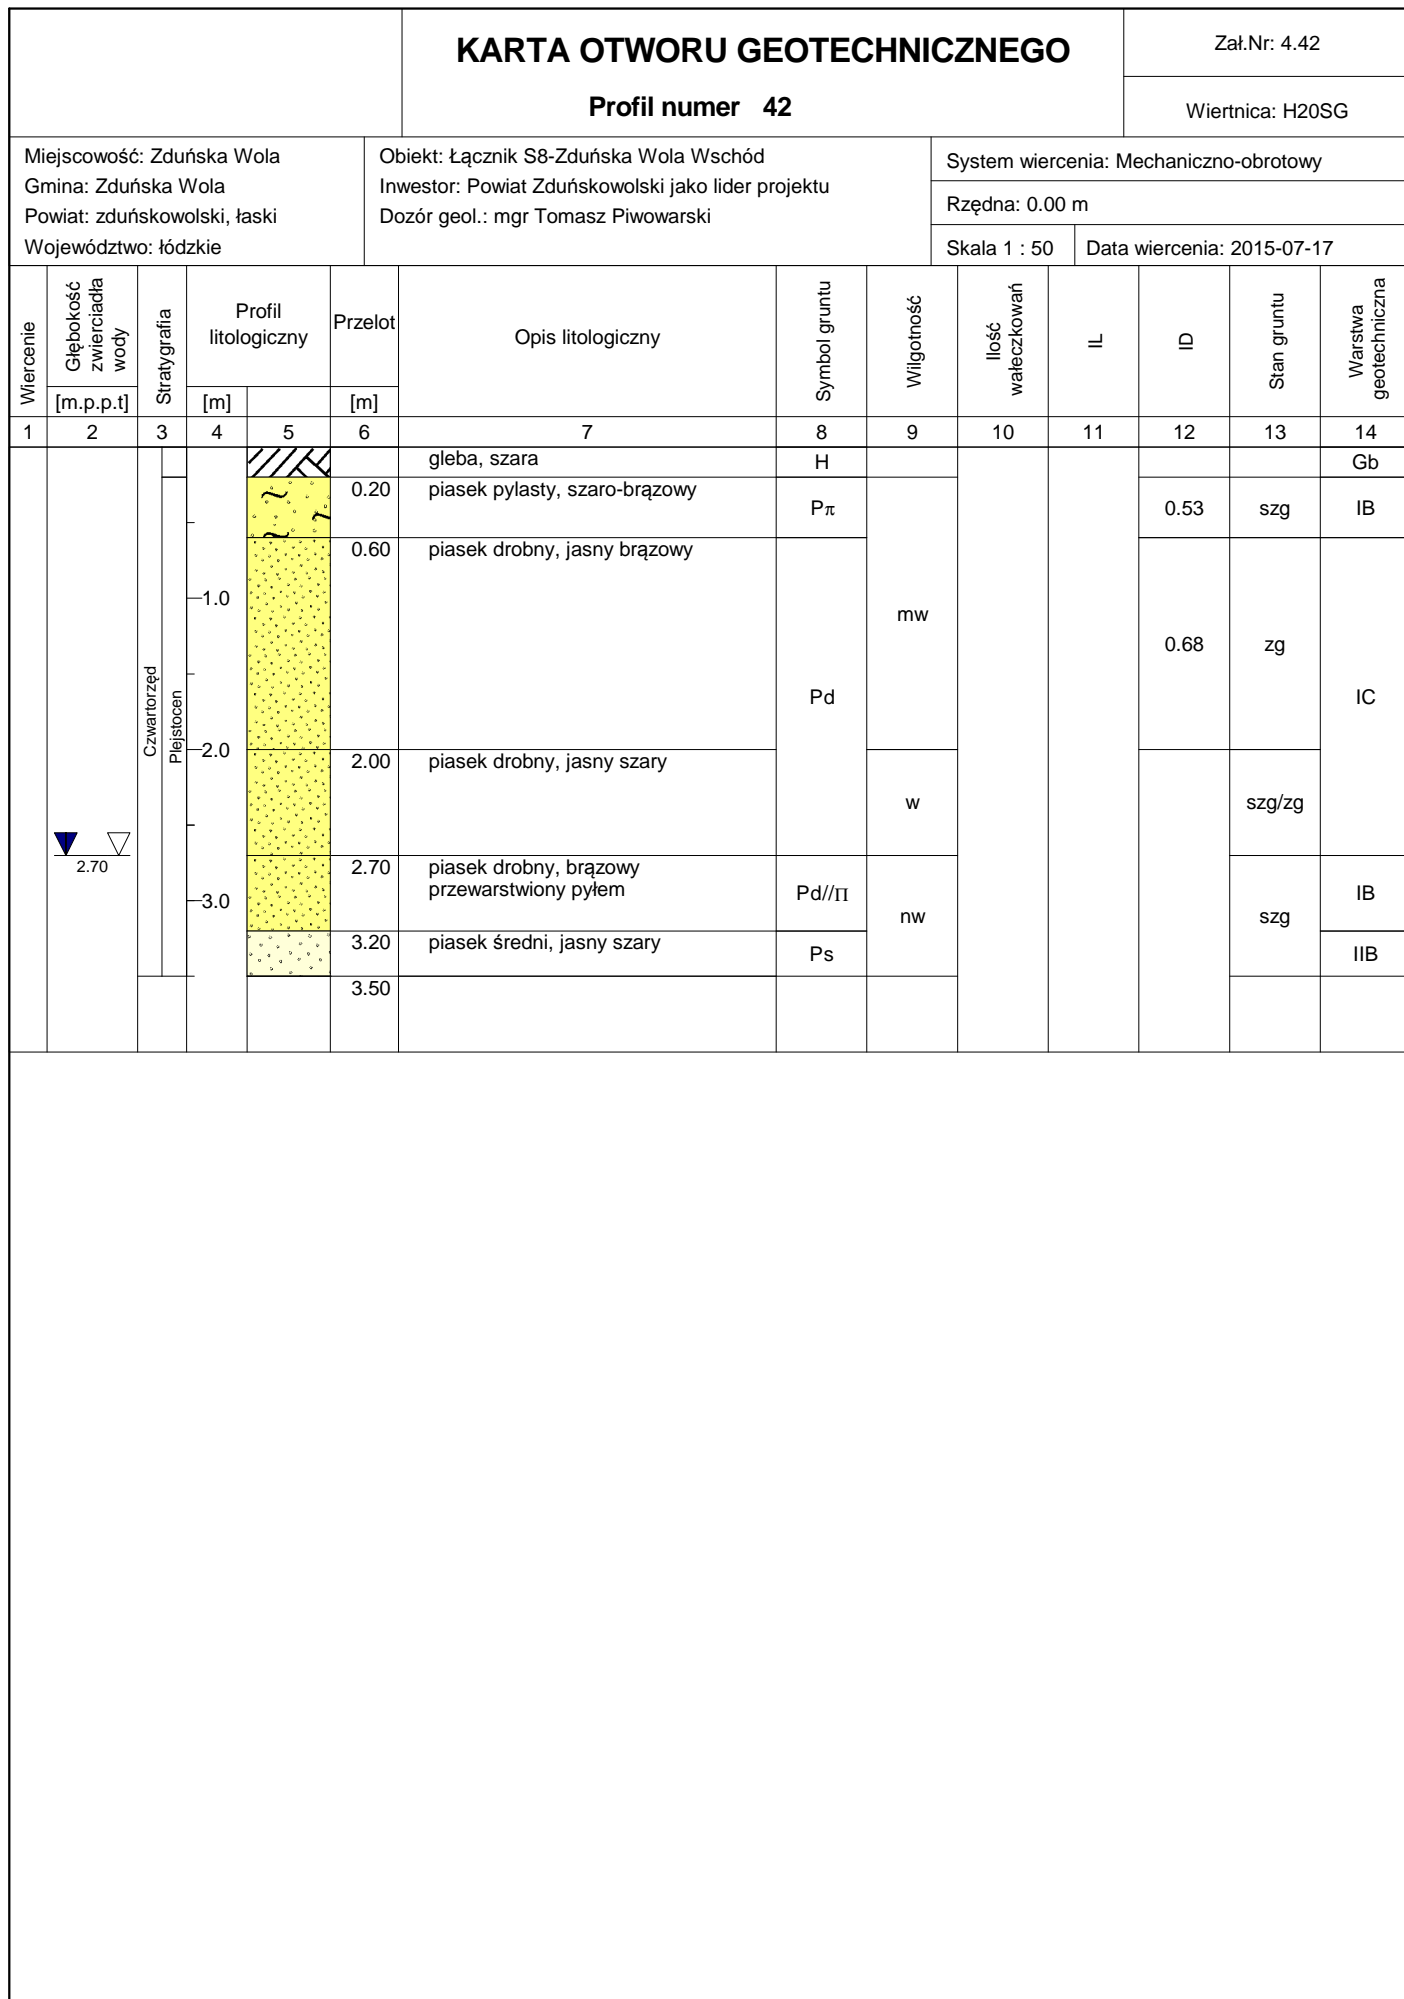 KARTA OTWORU GEOTECHNICZNEGO
Profil numer 42
Zał.Nr: 4.42
Wiertnica: H20SG
Miejscowość: Zduńska Wola
Gmina: Zduńska Wola
Powiat: zduńskowolski, łaski
Województwo: łódzkie
Obiekt: Łącznik S8-Zduńska Wola Wschód
Inwestor: Powiat Zduńskowolski jako lider projektu
Dozór geol.: mgr Tomasz Piwowarski
System wiercenia: Mechaniczno-obrotowy
Rzędna: 0.00 m
Skala 1 : 50 Data wiercenia: 2015-07-17
Wiercenie
Głębokość
zwierciadła
wody
[m.p.p.t]
Stratygrafia
Profil
litologiczny
[m]
Przelot
[m]
Opis litologiczny
Symbol gruntu
Wilgotność
Ilość
wałeczkowań
IL
ID
Stan gruntu
Warstwa
geotechniczna
1 2 3 4 5 6 7 8 9 10 11 12 13 14
gleba, szara H Gb
0.20 piasek pylasty, szaro-brązowy
Pπ 0.53 szg IB
0.60 piasek drobny, jasny brązowy
1.0
mw
0.68 zg
Pd IC
Czwartorzęd
Plejstocen
2.0
2.00 piasek drobny, jasny szary
w szg/zg
2.70
2.70 piasek drobny, brązowy
przewarstwiony pyłem
Pd//Π IB
3.0
nw szg
3.20 piasek średni, jasny szary
Ps IIB
3.50